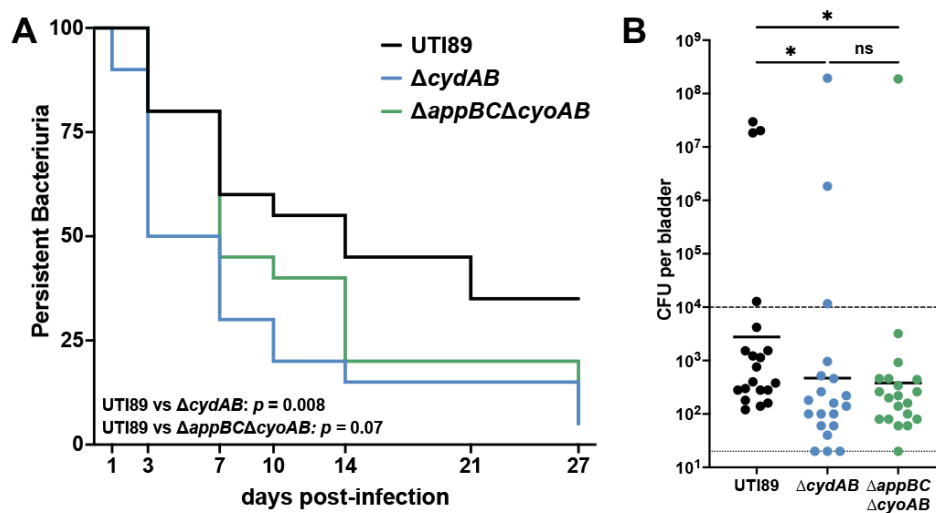 A
Persistent Bacteriuria
100
75
50
25
0
UTI89
ΔcydAB
ΔappBCΔcyoAB
UTI89 vs ΔcydAB: p = 0.008
UTI89 vs ΔappBCΔcyoAB: p = 0.07
1 3 7 10 14 21 27
days post-infection
B
*
* ns
CFU per bladder
10⁹
10⁸
10⁷
10⁶
10⁵
10⁴
10³
10²
10¹
UTI89 ΔcydAB ΔappBC
ΔcyoAB